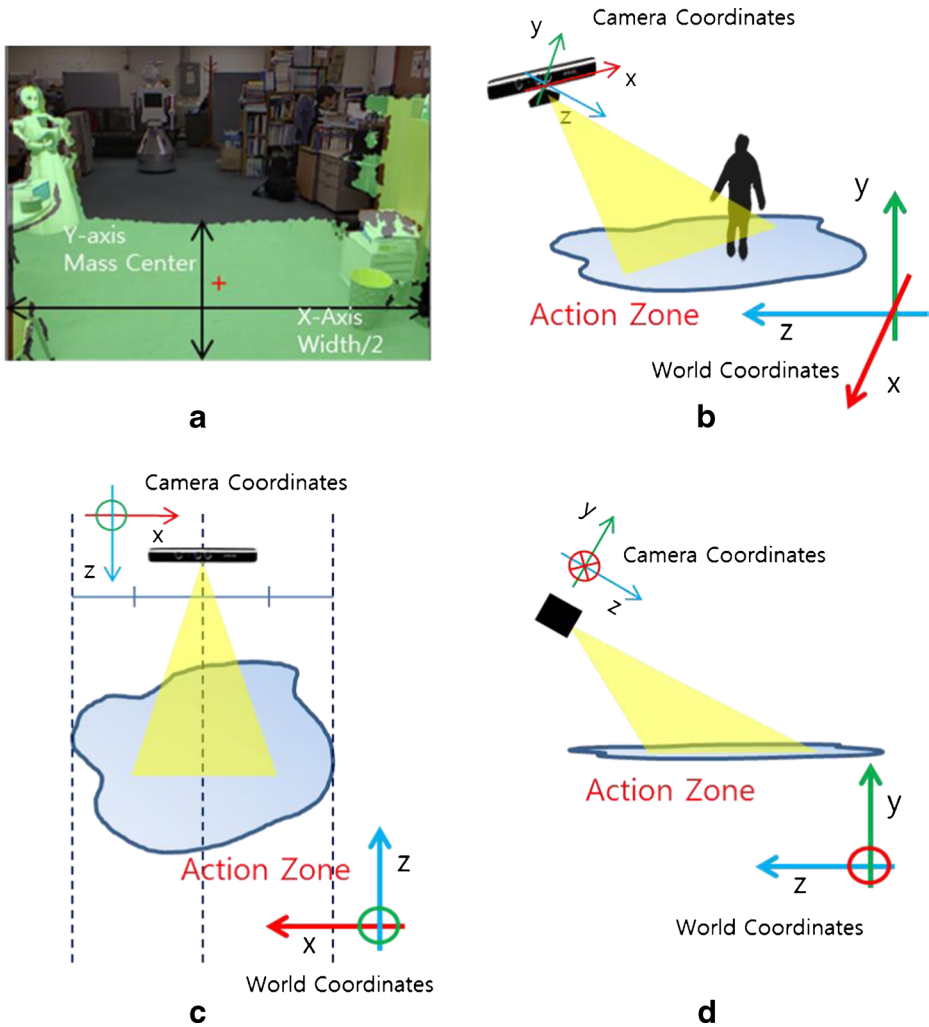 Y-axis
Mass Center
X-Axis
Width/2
a
Camera Coordinates
y
x
z
y
Action Zone
z
World Coordinates
x
b
Camera Coordinates
x
z
Action Zone
z
x
World Coordinates
c
y
Camera Coordinates
z
Action Zone
y
z
World Coordinates
d